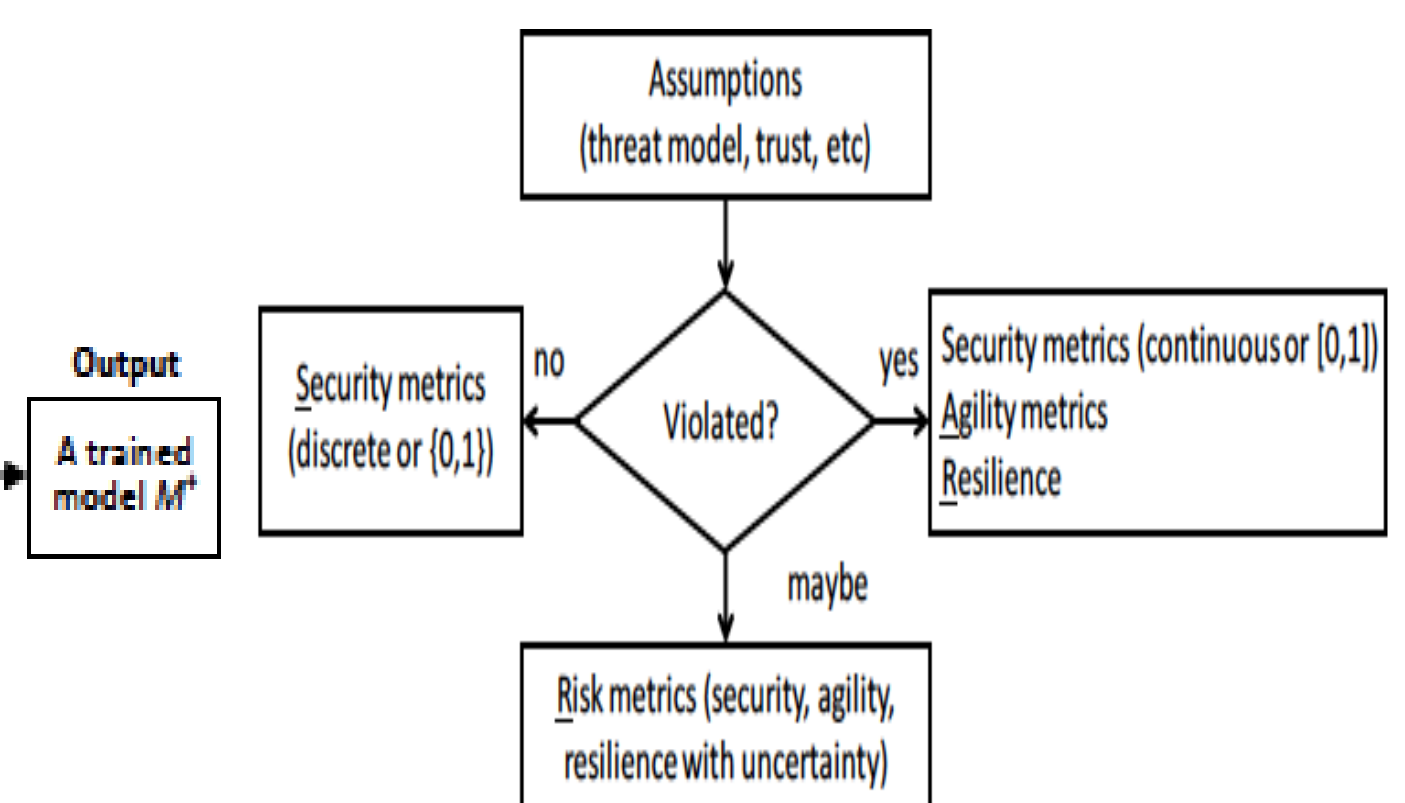 Assumptions
(threat model, trust, etc)
Output
A trained
model M⁺
Security metrics
(discrete or {0,1})
no
Violated?
yes
Security metrics (continuous or [0,1])
Agility metrics
Resilience
maybe
Risk metrics (security, agility,
resilience with uncertainty)